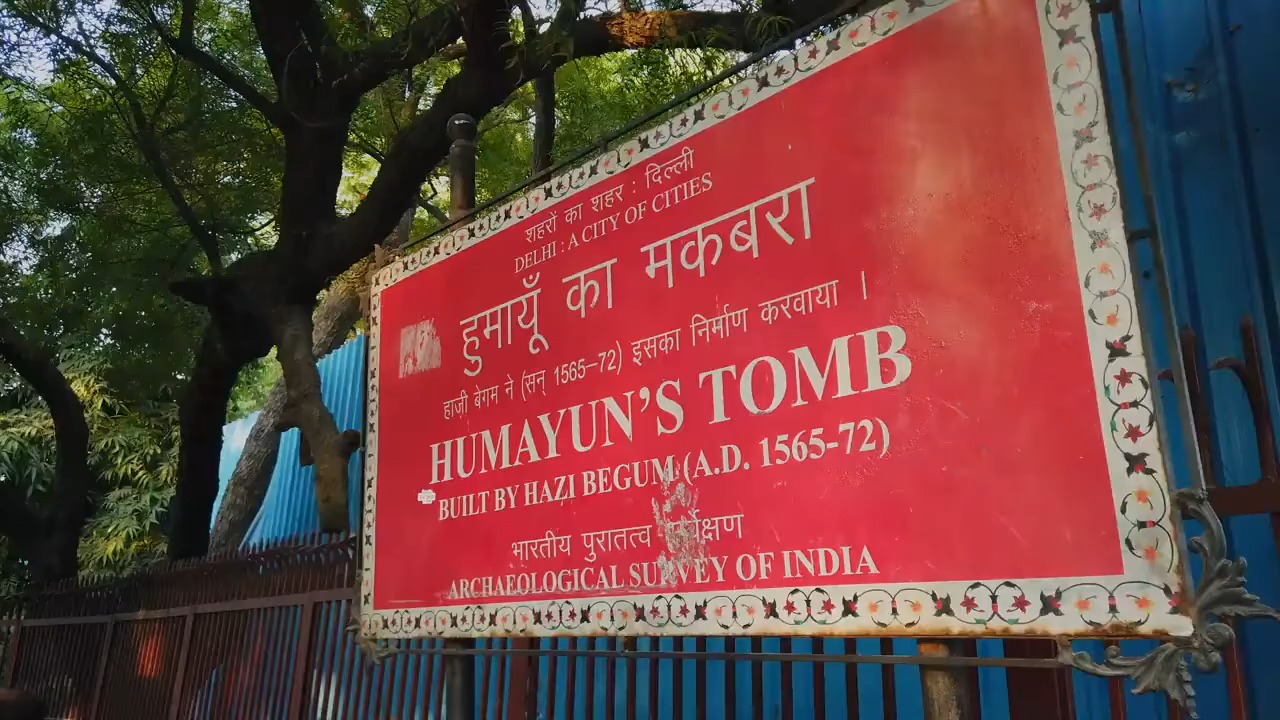 शहरों का शहर : दिल्ली
DELHI : A CITY OF CITIES
हुमायूँ का मकबरा
हाजी बेगम ने (सन् 1565–72) इसका निर्माण करवाया ।
HUMAYUN'S TOMB
BUILT BY HAZI BEGUM (A.D. 1565-72)
भारतीय पुरातत्व
ARCHAEOLOGICAL SURVEY OF INDIA